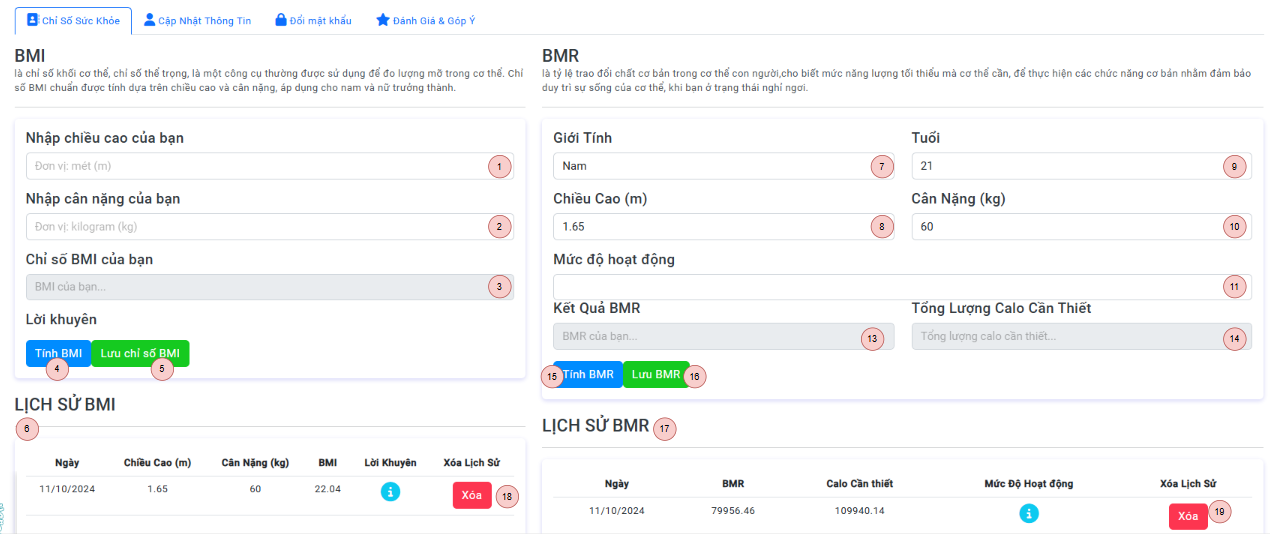 Chỉ Số Sức Khỏe
Cập Nhật Thông Tin
Đổi mật khẩu
Đánh Giá & Góp Ý
BMI
là chỉ số khối cơ thể, chỉ số thể trọng, là một công cụ thường được sử dụng để đo lượng mỡ trong cơ thể. Chỉ
số BMI chuẩn được tính dựa trên chiều cao và cân nặng, áp dụng cho nam và nữ trưởng thành.
Nhập chiều cao của bạn
Đơn vị: mét (m)
1
Nhập cân nặng của bạn
Đơn vị: kilogram (kg)
2
Chỉ số BMI của bạn
BMI của bạn...
3
Lời khuyên
Tính BMI
Lưu chỉ số BMI
4
5
LỊCH SỬ BMI
6
Ngày
Chiều Cao (m)
Cân Nặng (kg)
BMI
Lời Khuyên
Xóa Lịch Sử
11/10/2024
1.65
60
22.04
Xóa
18
BMR
là tỷ lệ trao đổi chất cơ bản trong cơ thể con người,cho biết mức năng lượng tối thiểu mà cơ thể cần, để thực hiện các chức năng cơ bản nhằm đảm bảo
duy trì sự sống của cơ thể, khi bạn ở trạng thái nghỉ ngơi.
Giới Tính
Nam
7
Tuổi
21
9
Chiều Cao (m)
1.65
8
Cân Nặng (kg)
60
10
Mức độ hoạt động
11
Kết Quả BMR
BMR của bạn...
13
Tổng Lượng Calo Cần Thiết
Tổng lượng calo cần thiết...
14
15
Tính BMR
Lưu BMR
16
LỊCH SỬ BMR
17
Ngày
BMR
Calo Cần thiết
Mức Độ Hoạt động
Xóa Lịch Sử
11/10/2024
79956.46
109940.14
Xóa
19